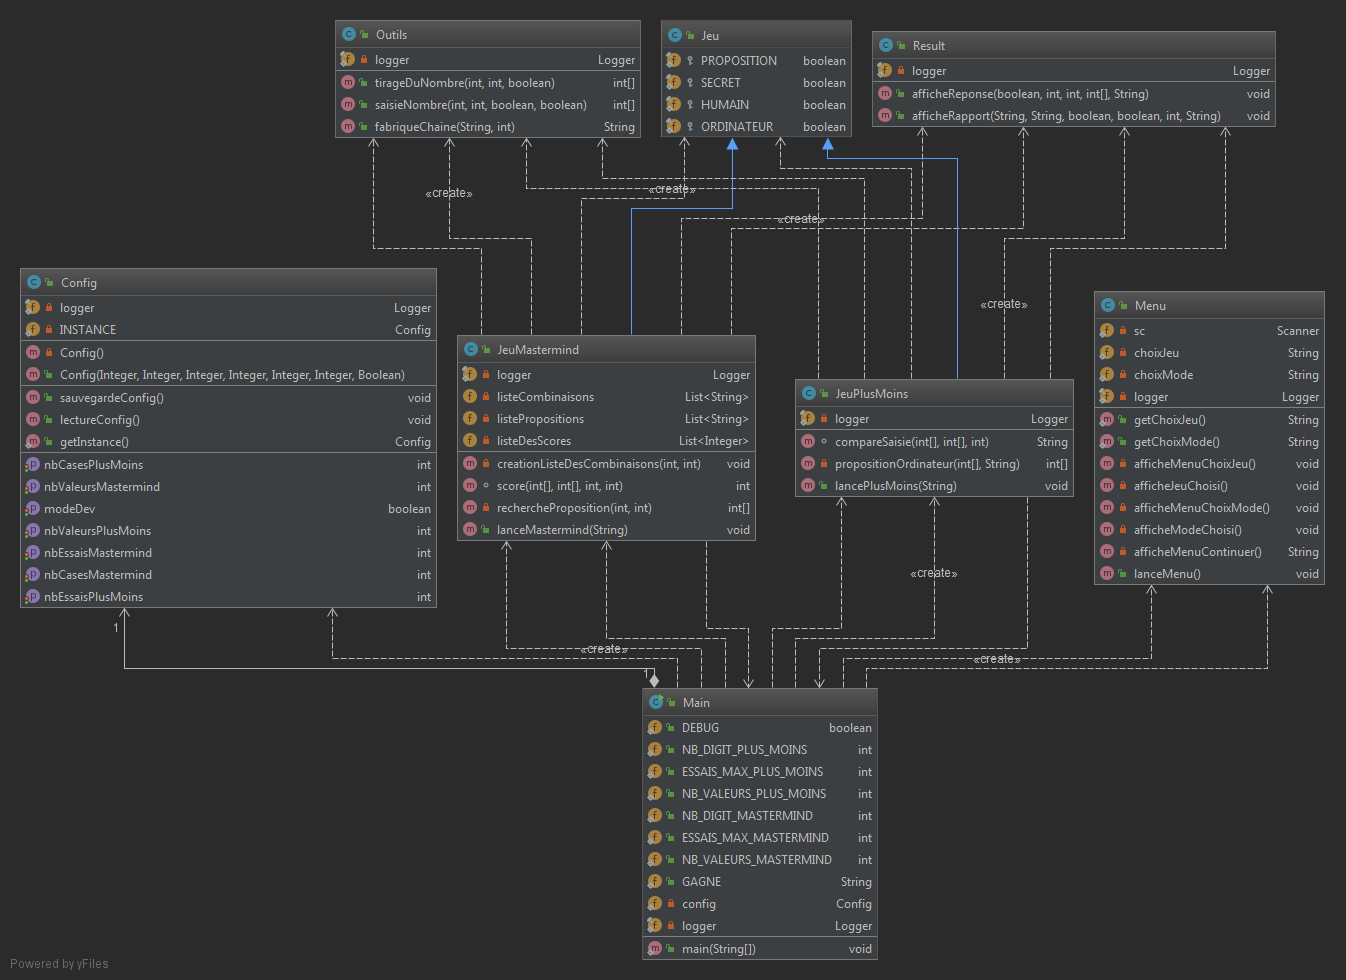 Outils
logger Logger
tirageDuNombre(int, int, boolean) int[]
saisieNombre(int, int, boolean, boolean) int[]
fabriqueChaine(String, int) String
Jeu
PROPOSITION boolean
SECRET boolean
HUMAIN boolean
ORDINATEUR boolean
Result
logger Logger
afficheReponse(boolean, int, int, int[], String) void
afficheRapport(String, String, boolean, boolean, int, String) void
«create»
«create»
«create»
«create»
Config
logger Logger
INSTANCE Config
Config()
Config(Integer, Integer, Integer, Integer, Integer, Integer, Boolean)
sauvegardeConfig() void
lectureConfig() void
getInstance() Config
nbCasesPlusMoins int
nbValeursMastermind int
modeDev boolean
nbValeursPlusMoins int
nbEssaisMastermind int
nbCasesMastermind int
nbEssaisPlusMoins int
JeuMastermind
logger Logger
listeCombinaisons List<String>
listePropositions List<String>
listeDesScores List<Integer>
creationListeDesCombinaisons(int, int) void
score(int[], int[], int, int) int
rechercheProposition(int, int) int[]
lanceMastermind(String) void
JeuPlusMoins
logger Logger
compareSaisie(int[], int[], int) String
propositionOrdinateur(int[], String) int[]
lancePlusMoins(String) void
Menu
sc Scanner
choixJeu String
choixMode String
logger Logger
getChoixJeu() String
getChoixMode() String
afficheMenuChoixJeu() void
afficheJeuChoisi() void
afficheMenuChoixMode() void
afficheModeChoisi() void
afficheMenuContinuer() String
lanceMenu() void
«create»
1
«create»
«create»
1
Main
DEBUG boolean
NB_DIGIT_PLUS_MOINS int
ESSAIS_MAX_PLUS_MOINS int
NB_VALEURS_PLUS_MOINS int
NB_DIGIT_MASTERMIND int
ESSAIS_MAX_MASTERMIND int
NB_VALEURS_MASTERMIND int
GAGNE String
config Config
logger Logger
main(String[]) void
Powered by yFiles